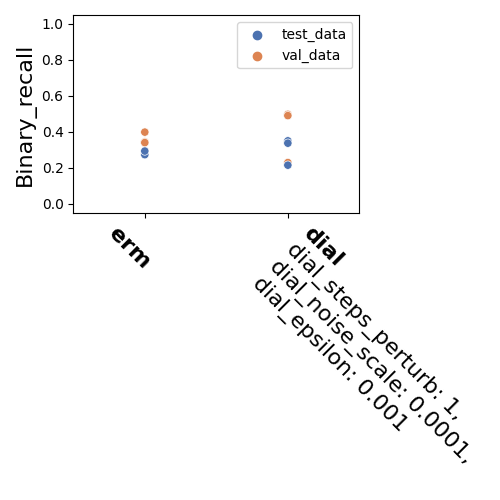 test_data
val_data
Binary_recall
1.0
0.8
0.6
0.4
0.2
0.0
erm
dial
dial_steps_perturb: 1,
dial_noise_scale: 0.0001,
dial_epsilon: 0.001